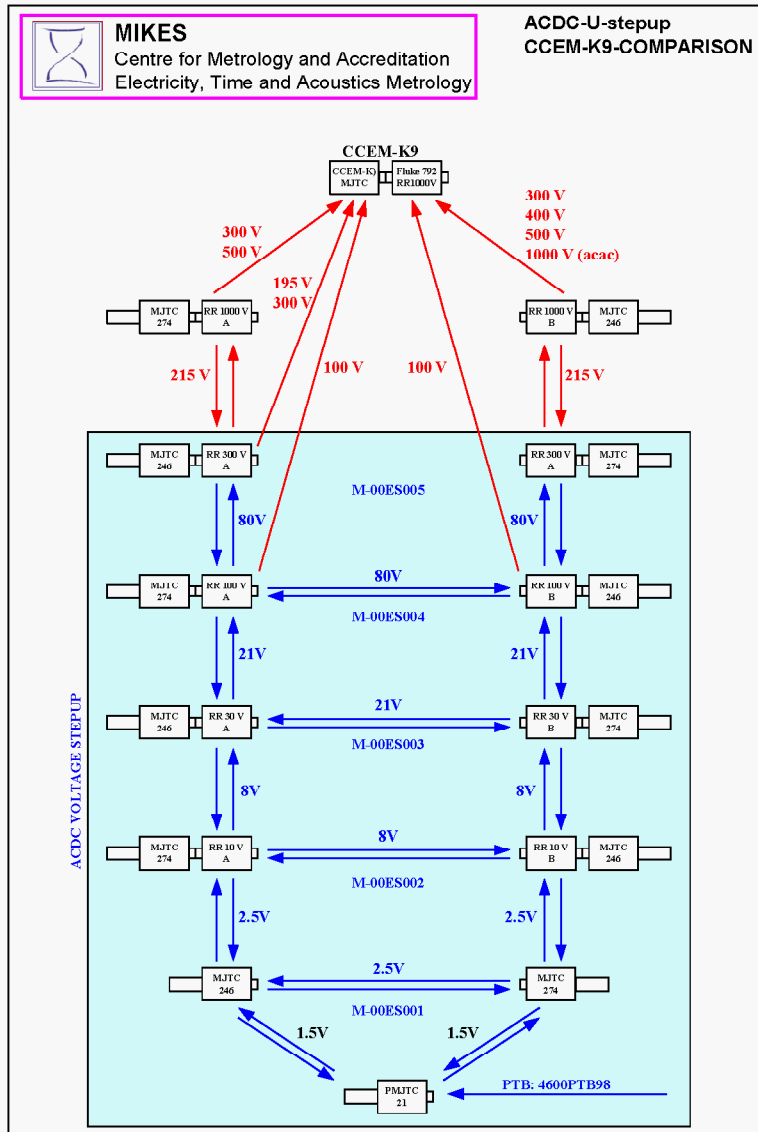 MIKES
Centre for Metrology and Accreditation
Electricity, Time and Acoustics Metrology
ACDC-U-stepup
CCEM-K9-COMPARISON
CCEM-K9
CCEM-K)
MJTC
Fluke 792
RR1000V
300 V
500 V
195 V
300 V
300 V
400 V
500 V
1000 V (acac)
MJTC
274
RR 1000 V
A
RR 1000 V
B
MJTC
246
215 V
100 V
100 V
215 V
MJTC
246
RR 300 V
A
RR 300 V
A
MJTC
274
M-00ES005
80V
80V
MJTC
274
RR 100 V
A
80V
M-00ES004
RR 100 V
B
MJTC
246
21V
21V
MJTC
246
RR 30 V
A
21V
M-00ES003
RR 30 V
B
MJTC
274
8V
8V
MJTC
274
RR 10 V
A
8V
M-00ES002
RR 10 V
B
MJTC
246
2.5V
2.5V
MJTC
246
2.5V
M-00ES001
MJTC
274
1.5V
1.5V
PMJTC
21
PTB: 4600PTB98
ACDC VOLTAGE STEPUP